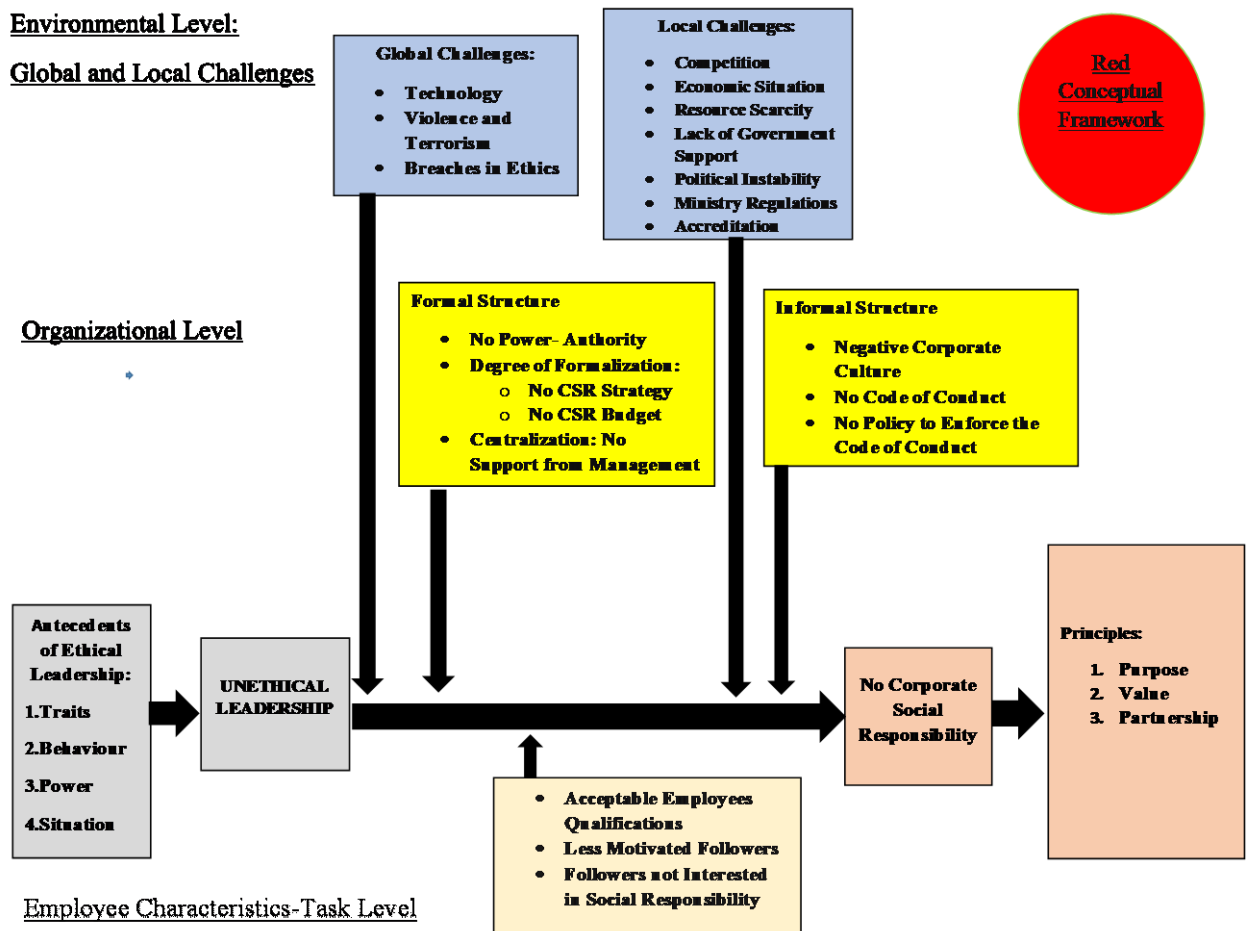 Environmental Level:
Global and Local Challenges
Global Challenges:
• Technology
• Violence and
Terrorism
• Breaches in Ethics
Local Challenges:
• Competition
• Economic Situation
• Resource Scarcity
• Lack of Government
Support
• Political Instability
• Ministry Regulations
• Accreditation
Red
Conceptual
Framework
Organizational Level
Formal Structure
• No Power- Authority
• Degree of Formalization:
o No CSR Strategy
o No CSR Budget
• Centralization: No
Support from Management
Informal Structure
• Negative Corporate
Culture
• No Code of Conduct
• No Policy to Enforce the
Code of Conduct
Antecedents
of Ethical
Leadership:
1.Traits
2.Behaviour
3.Power
4.Situation
UNETHICAL
LEADERSHIP
No Corporate
Social
Responsibility
Principles:
1. Purpose
2. Value
3. Partnership
• Acceptable Employees
Qualifications
• Less Motivated Followers
• Followers not Interested
in Social Responsibility
Employee Characteristics-Task Level